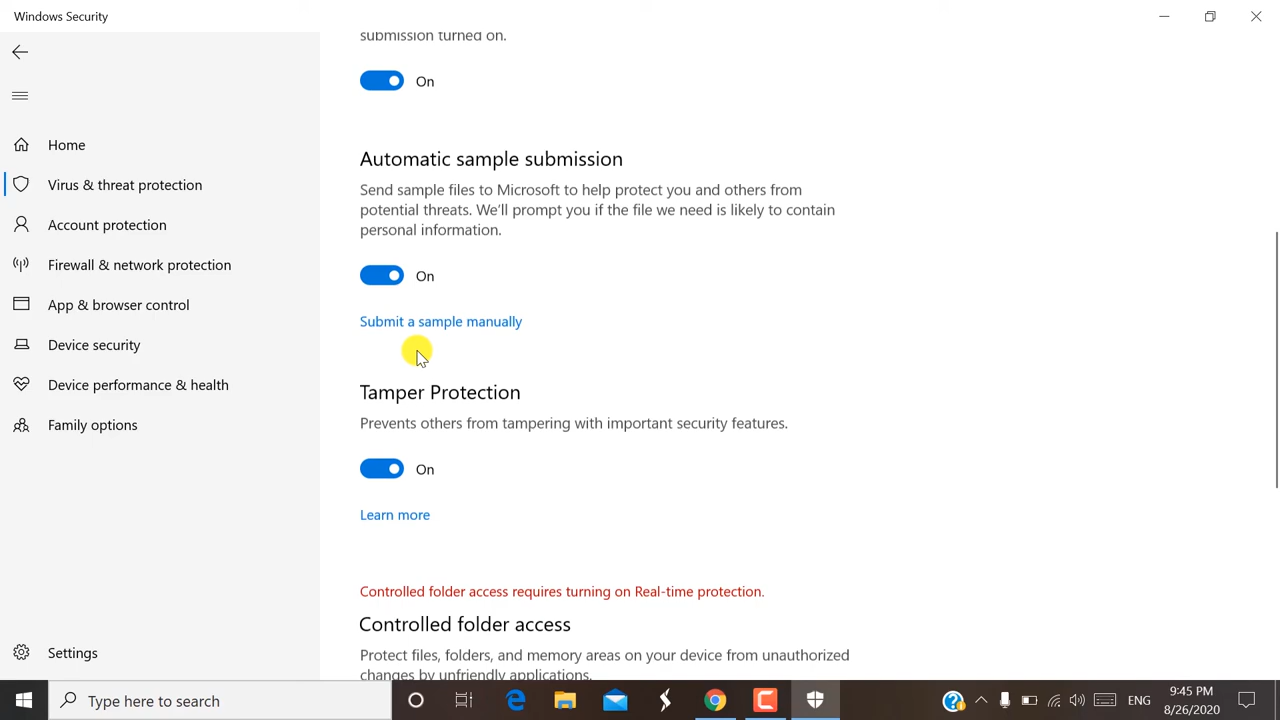 Windows Security
submission turned on.
On
Home
Virus & threat protection
Account protection
Firewall & network protection
App & browser control
Device security
Device performance & health
Family options
Settings
Automatic sample submission
Send sample files to Microsoft to help protect you and others from
potential threats. We'll prompt you if the file we need is likely to contain
personal information.
On
Submit a sample manually
Tamper Protection
Prevents others from tampering with important security features.
On
Learn more
Controlled folder access requires turning on Real-time protection.
Controlled folder access
Protect files, folders, and memory areas on your device from unauthorized
changes by unfriendly applications.
Type here to search
ENG
9:45 PM
8/26/2020